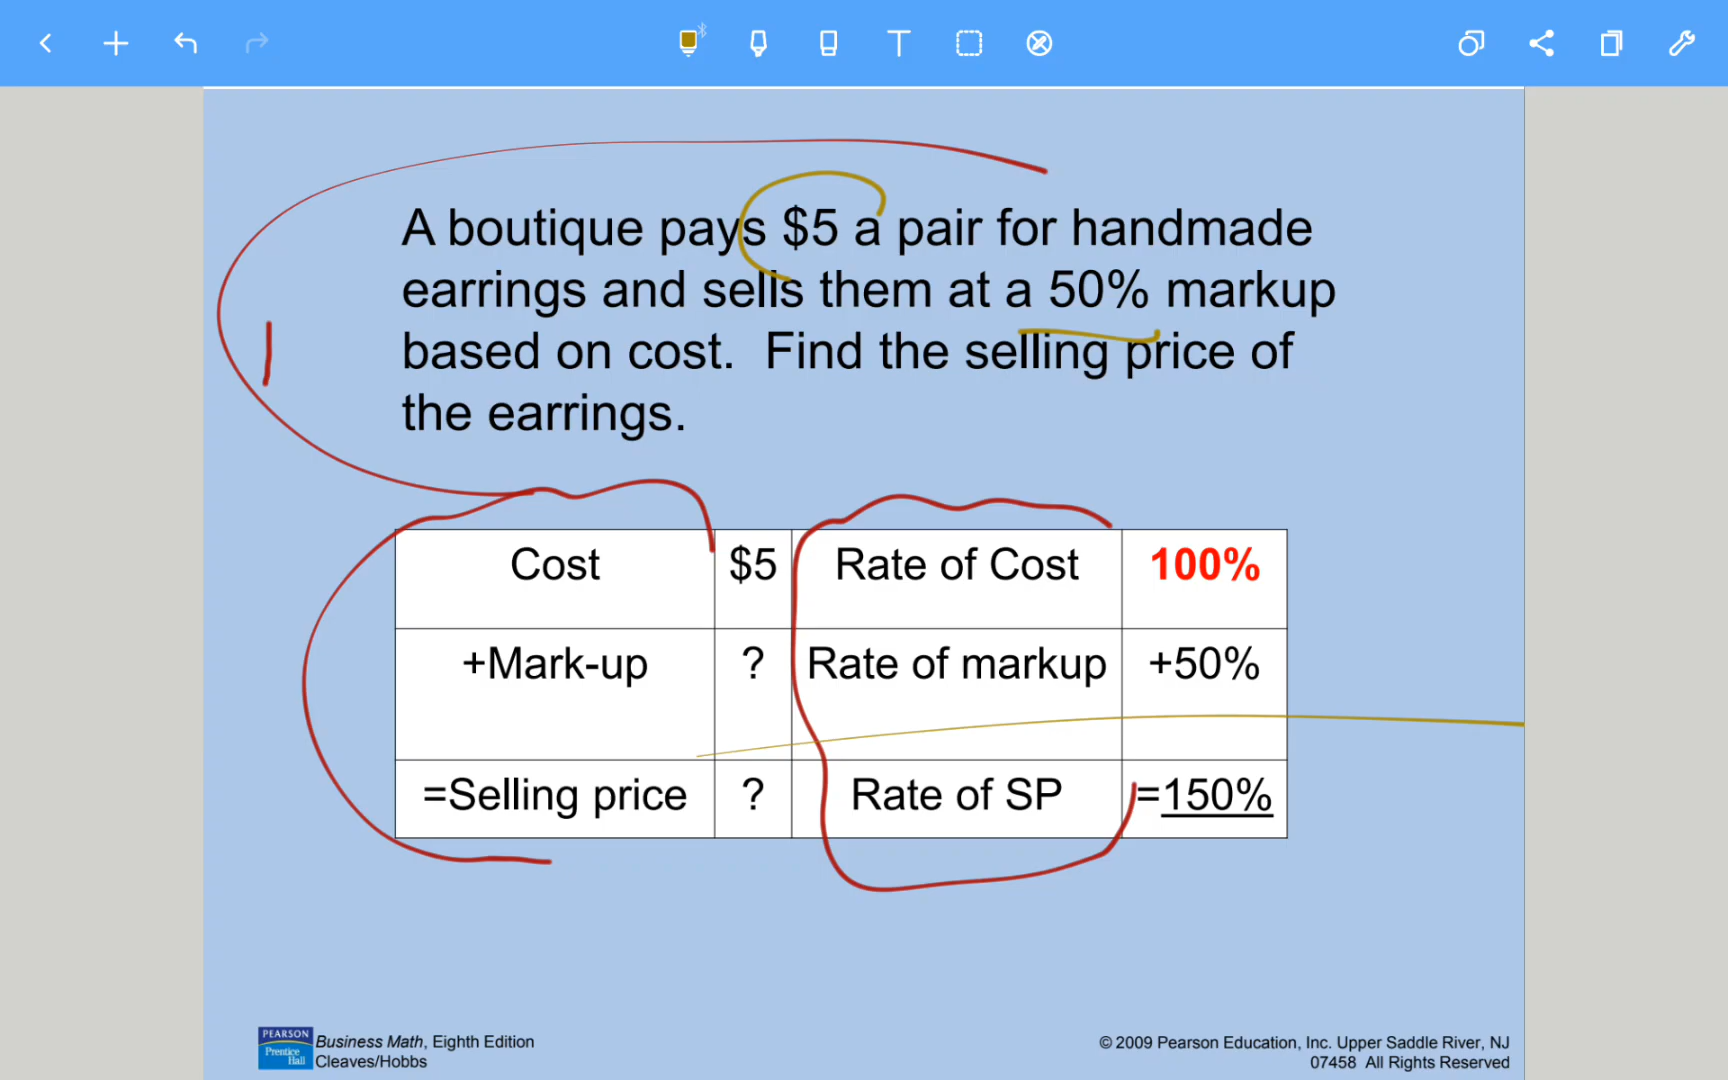 A boutique pays $5 a pair for handmade
earrings and sells them at a 50% markup
based on cost. Find the selling price of
the earrings.
Cost $5 Rate of Cost 100%
+Mark-up ? Rate of markup +50%
=Selling price ? Rate of SP =150%
PEARSON
Prentice
Hall
Business Math, Eighth Edition
Cleaves/Hobbs
©2009 Pearson Education, Inc. Upper Saddle River, NJ
07458 All Rights Reserved